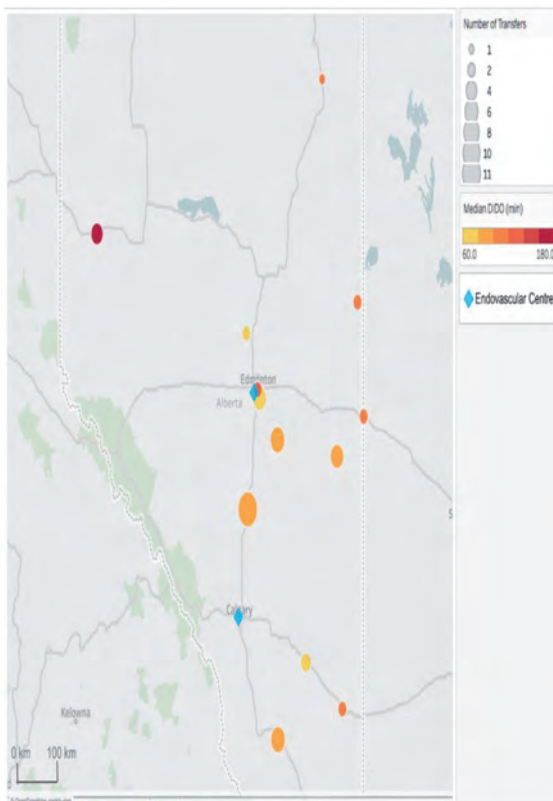 Number of Transfers
1
2
4
6
8
10
11
Median DIDO (min)
60.0
180.0
Endovascular Centre
Edmonton
Alberta
Calgary
Kelowna
0 km
100 km